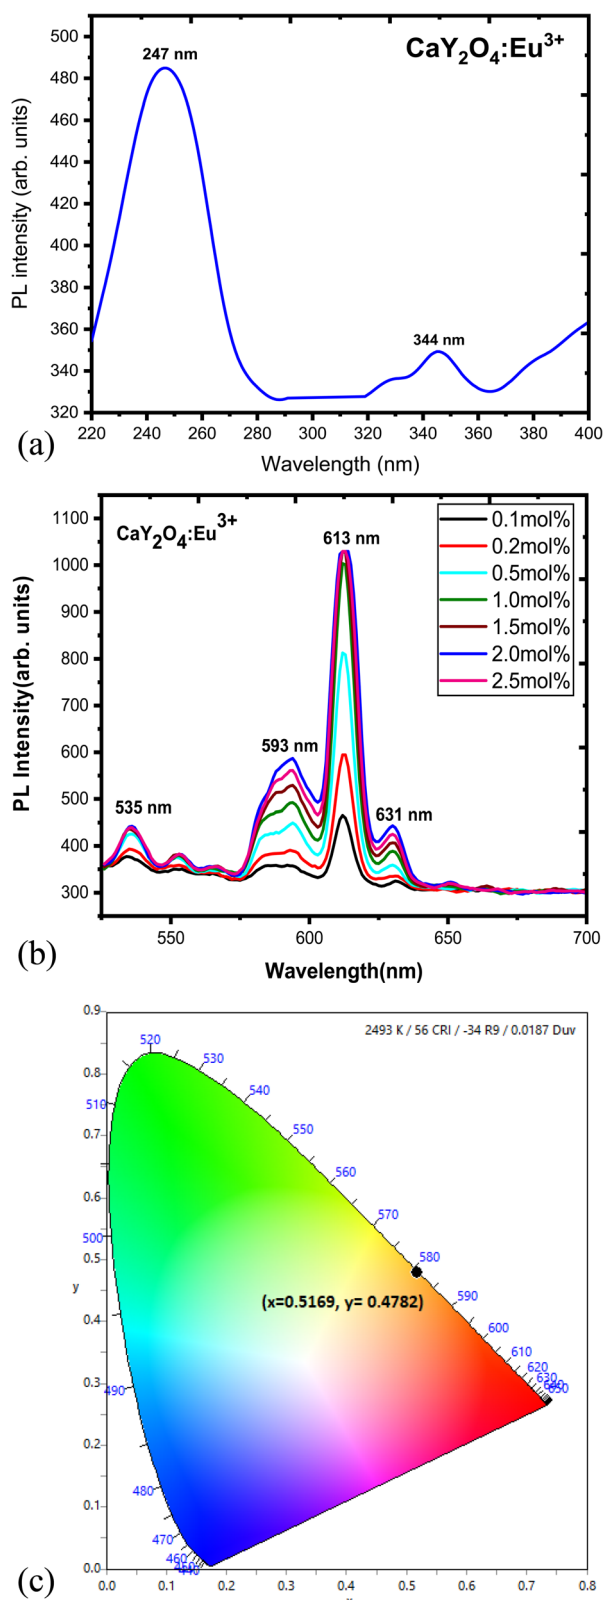 CaY2O4:Eu3+
247 nm
344 nm
PL intensity (arb. units)
500
480
460
440
420
400
380
360
340
320
220 240 260 280 300 320 340 360 380 400
Wavelength (nm)
(a)
CaY2O4:Eu3+
613 nm
593 nm
535 nm
631 nm
0.1mol%
0.2mol%
0.5mol%
1.0mol%
1.5mol%
2.0mol%
2.5mol%
PL Intensity(arb. units)
1100
1000
900
800
700
600
500
400
300
550 600 650 700
Wavelength(nm)
(b)
2493 K / 56 CRI / -34 R9 / 0.0187 Duv
0.9
0.8
0.7
0.6
0.5
y
0.4
0.3
0.2
0.1
0.0
520
530
540
550
560
570
580
590
600
610
620
630
640
650
510
500
490
480
470
460
450
440
(x=0.5169, y= 0.4782)
0.0 0.1 0.2 0.3 0.4 0.5 0.6 0.7 0.8
(c)